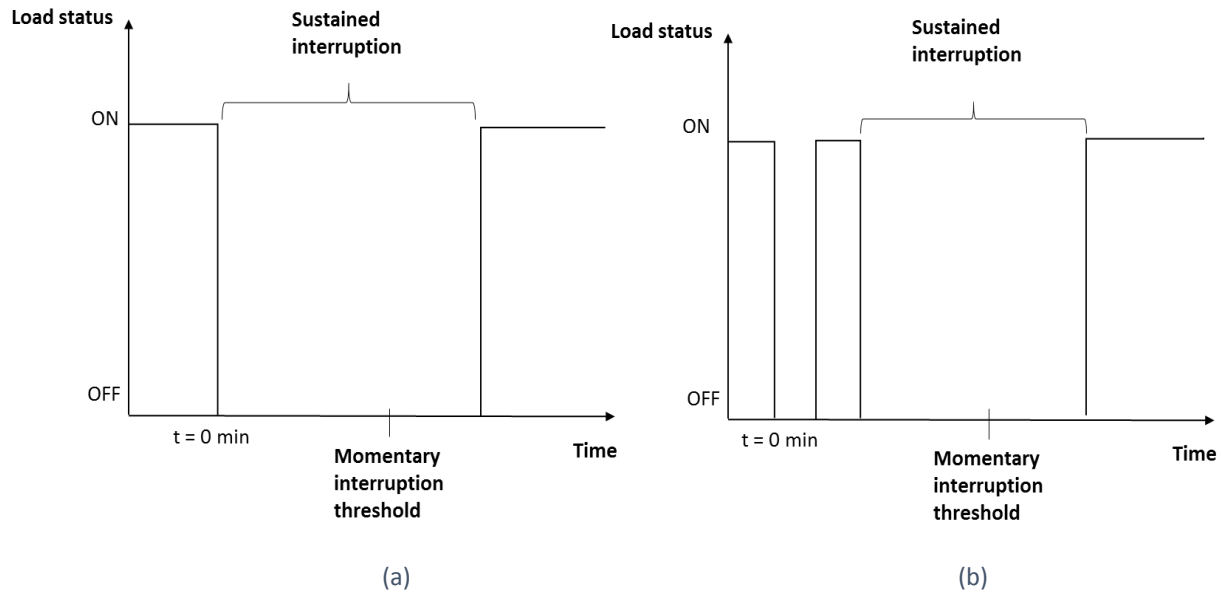 Load status
Sustained
interruption
ON
OFF
t = 0 min
Time
Momentary
interruption
threshold
(a)
Load status
Sustained
interruption
ON
OFF
t = 0 min
Time
Momentary
interruption
threshold
(b)